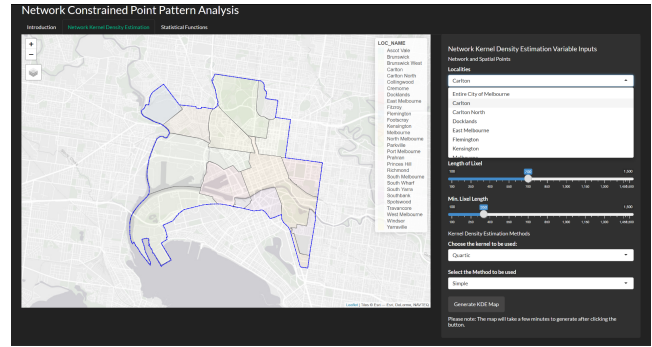 Network Constrained Point Pattern Analysis
Introduction Network Kernel Density Estimation Statistical Functions
+
−
LOC_NAME
Ascot Vale
Brunswick
Brunswick West
Carlton
Carlton North
Collingwood
Cremorne
Docklands
East Melbourne
Fitzroy
Flemington
Footscray
Kensington
Melbourne
North Melbourne
Parkville
Port Melbourne
Prahran
Princes Hill
Richmond
South Melbourne
South Wharf
South Yarra
Southbank
Spotswood
Travancore
West Melbourne
Windsor
Yarraville
Leaflet | Tiles © Esri — Esri, DeLorme, NAVTEQ
Network Kernel Density Estimation Variable Inputs
Network and Spatial Points
Localities
Carlton
Entire City of Melbourne
Carlton
Carlton North
Docklands
East Melbourne
Flemington
Kensington
Length of Lixel
Min. Lixel Length
Kernel Density Estimation Methods
Choose the kernel to be used:
Quartic
Select the Method to be used
Simple
Generate KDE Map
Please note: The map will take a few minutes to generate after clicking the
button.